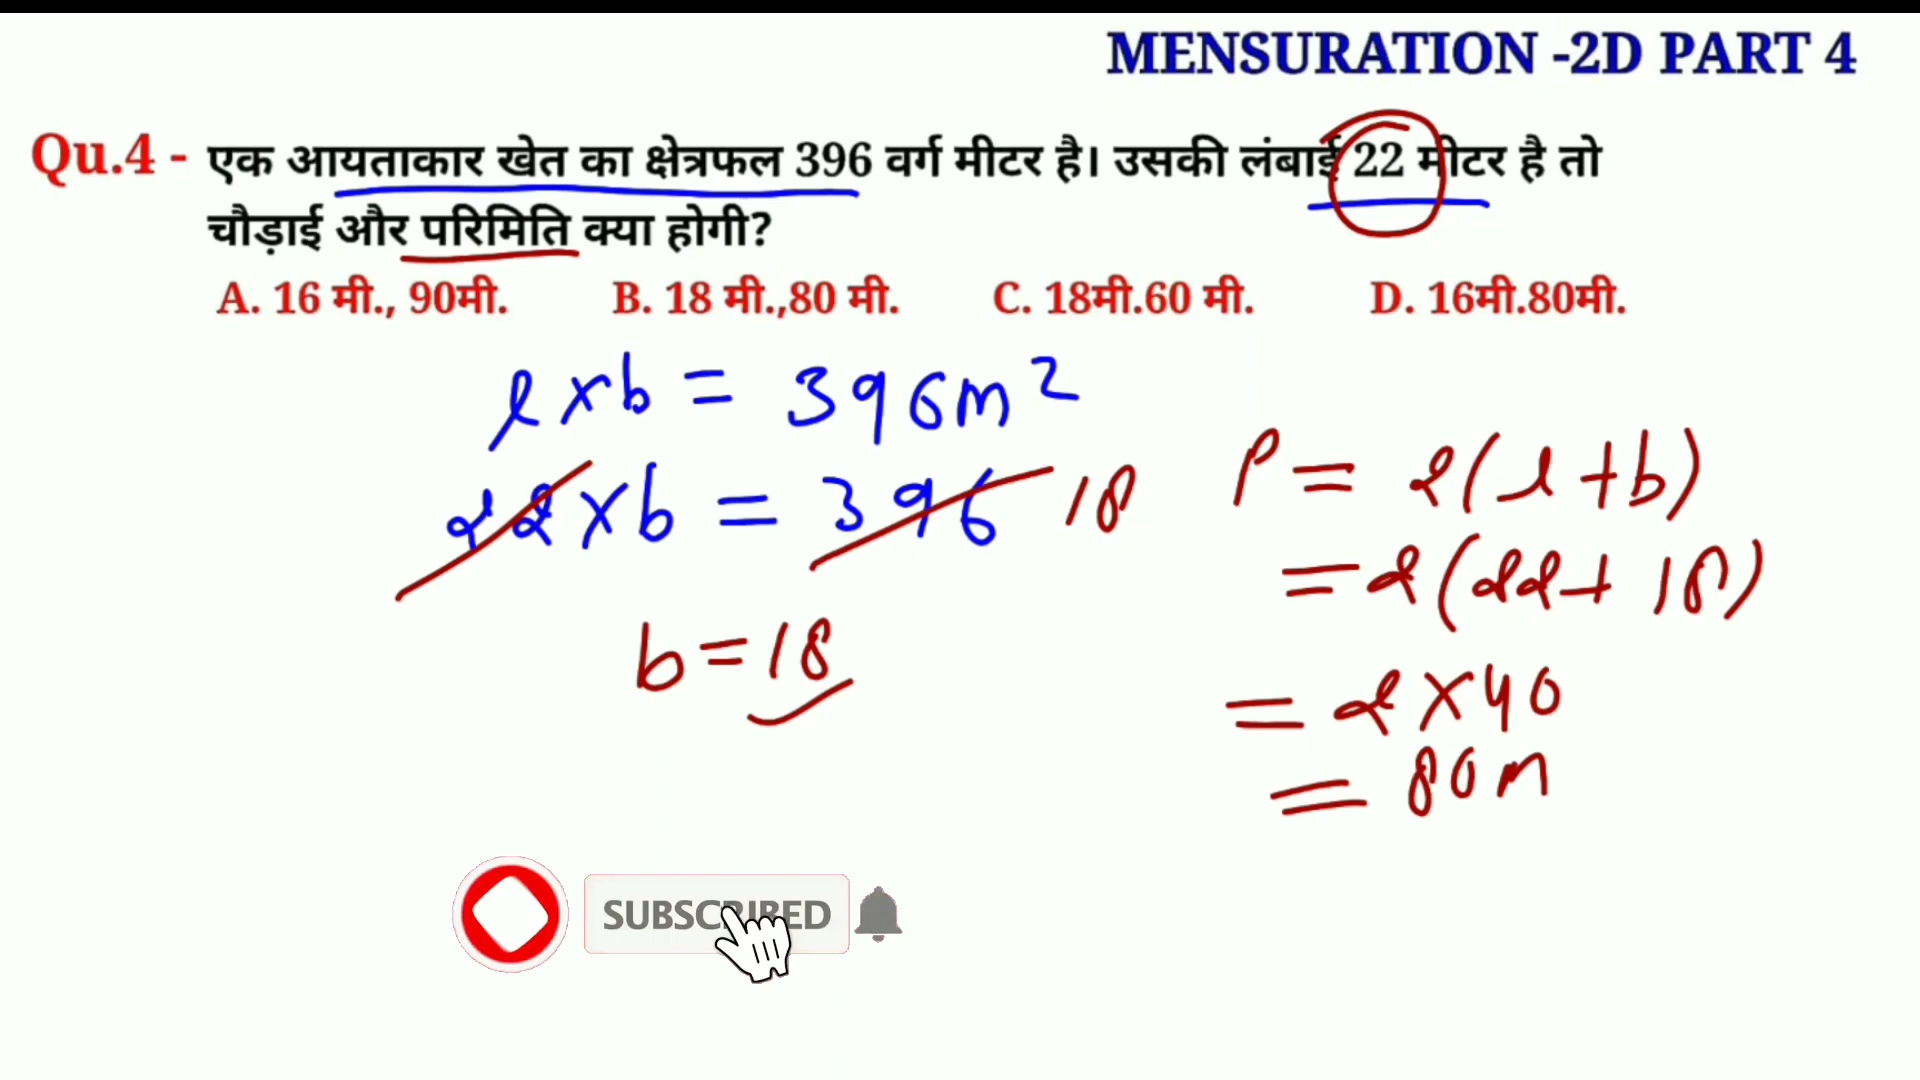 MENSURATION -2D PART 4
Qu.4 - एक आयताकार खेत का क्षेत्रफल 396 वर्ग मीटर है। उसकी लंबाई 22 मीटर है तो
चौड़ाई और परिमिति क्या होगी?
A. 16 मी., 90मी. B. 18 मी.,80 मी. C. 18मी.60 मी. D. 16मी.80मी.
l x b = 396m²
22 x b = 396 18
b = 18
P = 2(l + b)
= 2(22 + 18)
= 2 x 40
= 80m
SUBSCRIBED